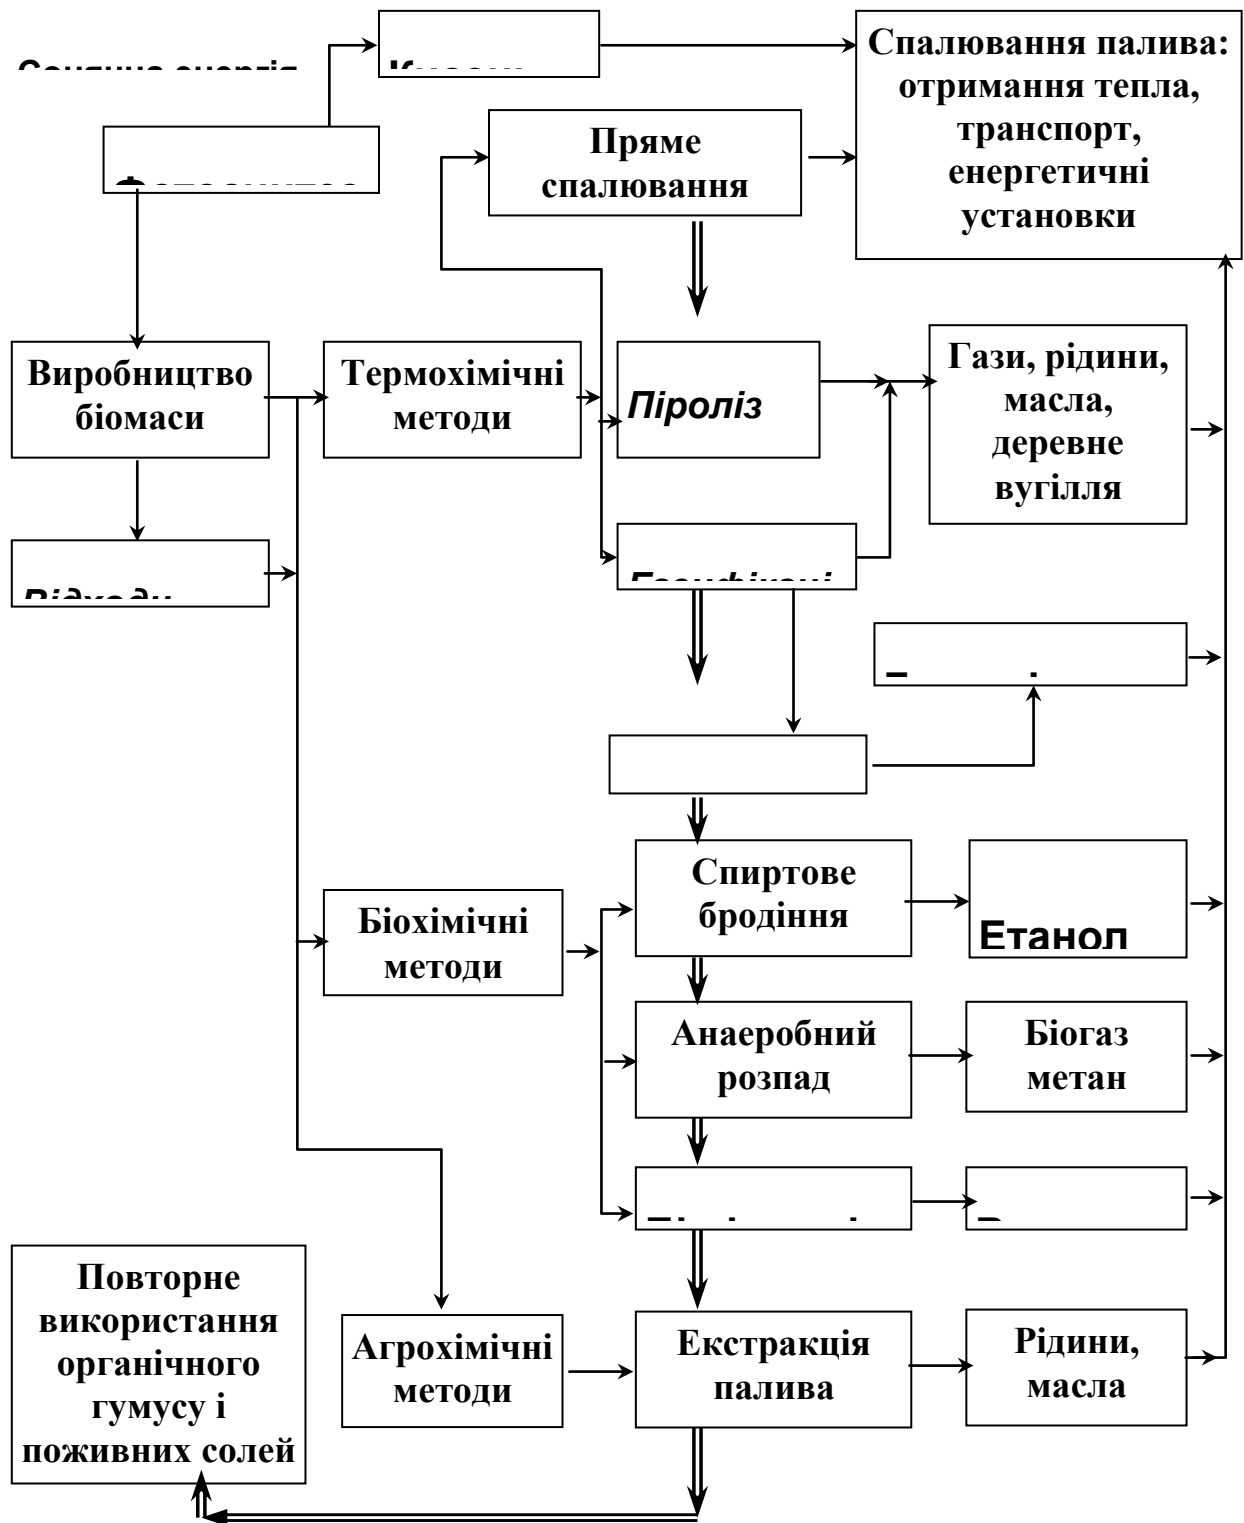 Спалювання палива:
отримання тепла,
транспорт,
енергетичні
установки
Пряме
спалювання
Виробництво
біомаси
Термохімічні
методи
Піроліз
Гази, рідини,
масла,
деревне
вугілля
Відходи
Спиртове
бродіння
Етанол
Біохімічні
методи
Анаеробний
розпад
Біогаз
метан
Повторне
використання
органічного
гумусу і
поживних солей
Агрохімічні
методи
Екстракція
палива
Рідини,
масла